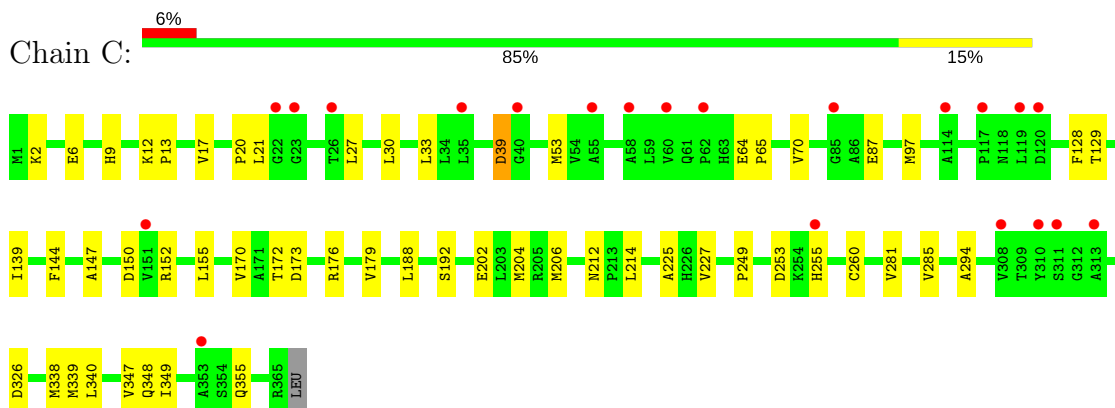 6%
Chain C:
85% 15%
M1 K2 E6 H9 K12 P13 V17 P20 L21 G22 G23 T26 L27 L30 L33 L34 L35 D39 G40 M53 V54 A55 A58 L59 V60 Q61 P62 H63 E64 P65 V70 G85 A86 E87 M97 A114 P117 N118 L119 D120 F128 T129
I139 F144 A147 D150 V151 R152 L155 V170 A171 T172 D173 R176 V179 L188 S192 E202 L203 M204 R205 M206 N212 P213 L214 A225 H226 V227 P249 D253 K254 H255 C260 V281 V285 A294 V308 T309 Y310 S311 G312 A313
D326 M338 M339 L340 V347 Q348 I349 A353 S354 Q355 R365 LEU